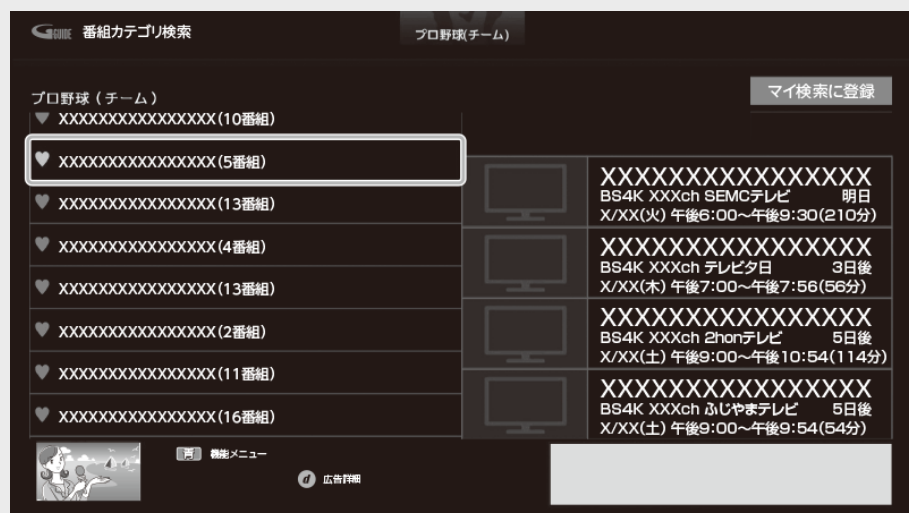 GGUIDE 番組カテゴリ検索
プロ野球(チーム)
プロ野球(チーム)
マイ検索に登録
XXXXXXXXXXXXXXXX(10番組)
XXXXXXXXXXXXXXXX(5番組)
XXXXXXXXXXXXXXXX(13番組)
XXXXXXXXXXXXXXXX(4番組)
XXXXXXXXXXXXXXXX(13番組)
XXXXXXXXXXXXXXXX(2番組)
XXXXXXXXXXXXXXXX(11番組)
XXXXXXXXXXXXXXXX(16番組)
XXXXXXXXXXXXXXXX
BS4K XXXch SEMCテレビ 明日
X/XX(火) 午後6:00〜午後9:30(210分)
XXXXXXXXXXXXXXXX
BS4K XXXch テレビタ日 3日後
X/XX(木) 午後7:00〜午後7:56(56分)
XXXXXXXXXXXXXXXX
BS4K XXXch 2honテレビ 5日後
X/XX(土) 午後9:00〜午後10:54(114分)
XXXXXXXXXXXXXXXX
BS4K XXXch ふじやまテレビ 5日後
X/XX(土) 午後9:00〜午後9:54(54分)
青 機能メニュー
d 広告詳細